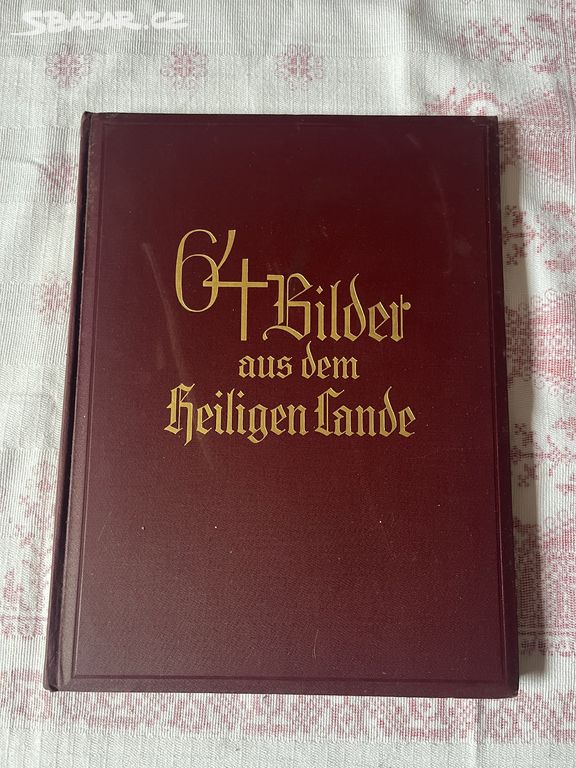 SBAZAR.CZ
64 Bilder
aus dem
Heiligen Lande